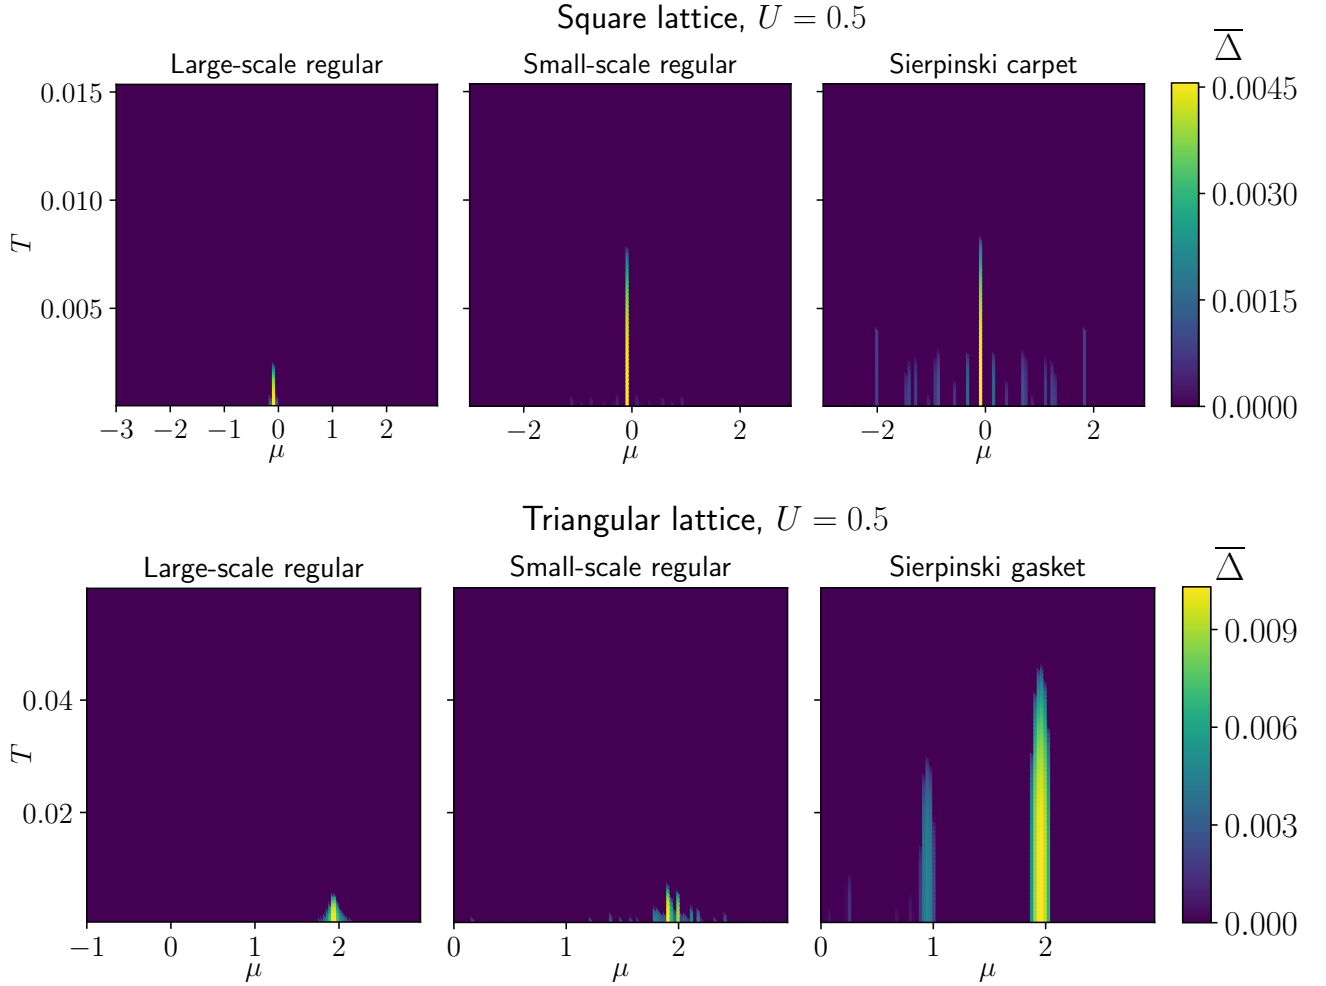 Square lattice, U = 0.5
Large-scale regular
Small-scale regular
Sierpinski carpet
Δ̅
0.015
0.010
0.005
T
−3 −2 −1 0 1 2
μ
−2 0 2
μ
−2 0 2
μ
0.0045
0.0030
0.0015
0.0000
Triangular lattice, U = 0.5
Large-scale regular
Small-scale regular
Sierpinski gasket
Δ̅
0.04
0.02
T
−1 0 1 2
μ
0 1 2
μ
0 1 2
μ
0.009
0.006
0.003
0.000